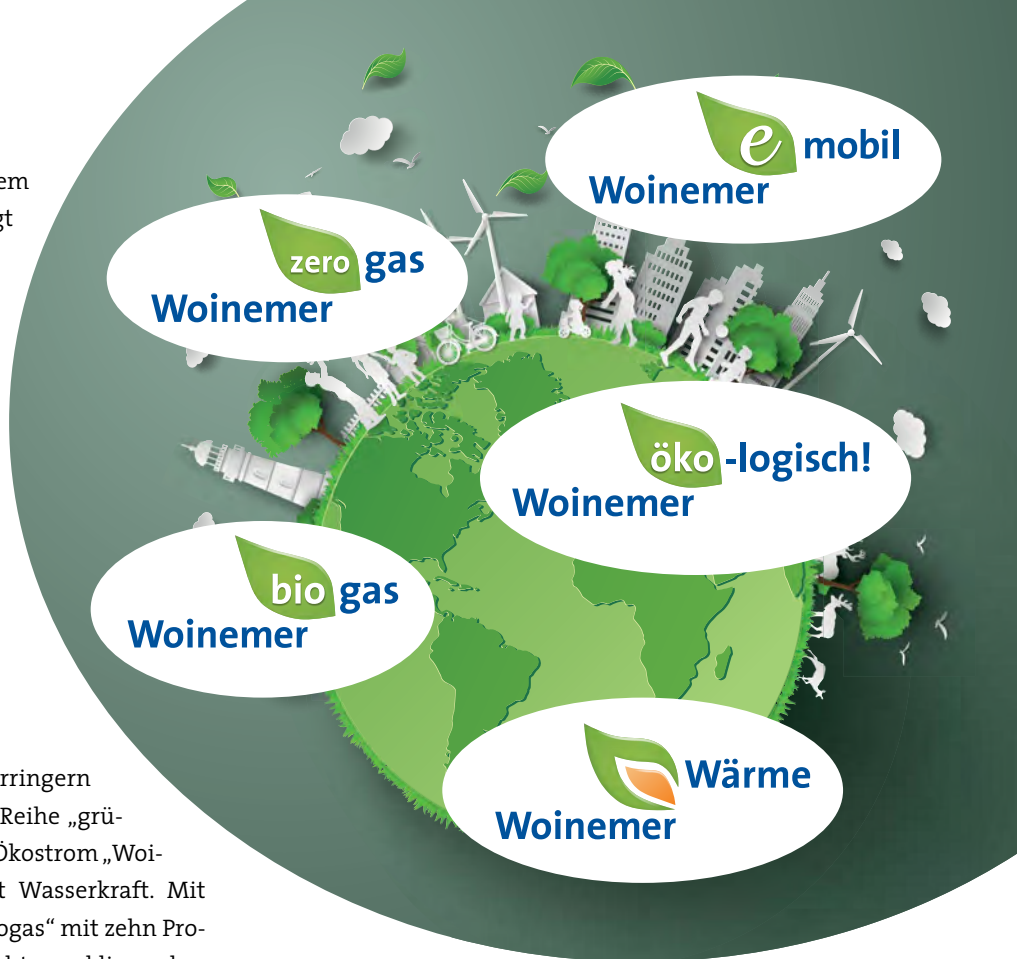 em
gt
e mobil
Woinemer
zero gas
Woinemer
öko-logisch!
Woinemer
bio gas
Woinemer
Wärme
Woinemer
rringern
Reihe „grü-
Ökostrom „Woi-
t Wasserkraft. Mit
ogas“ mit zehn Pro-